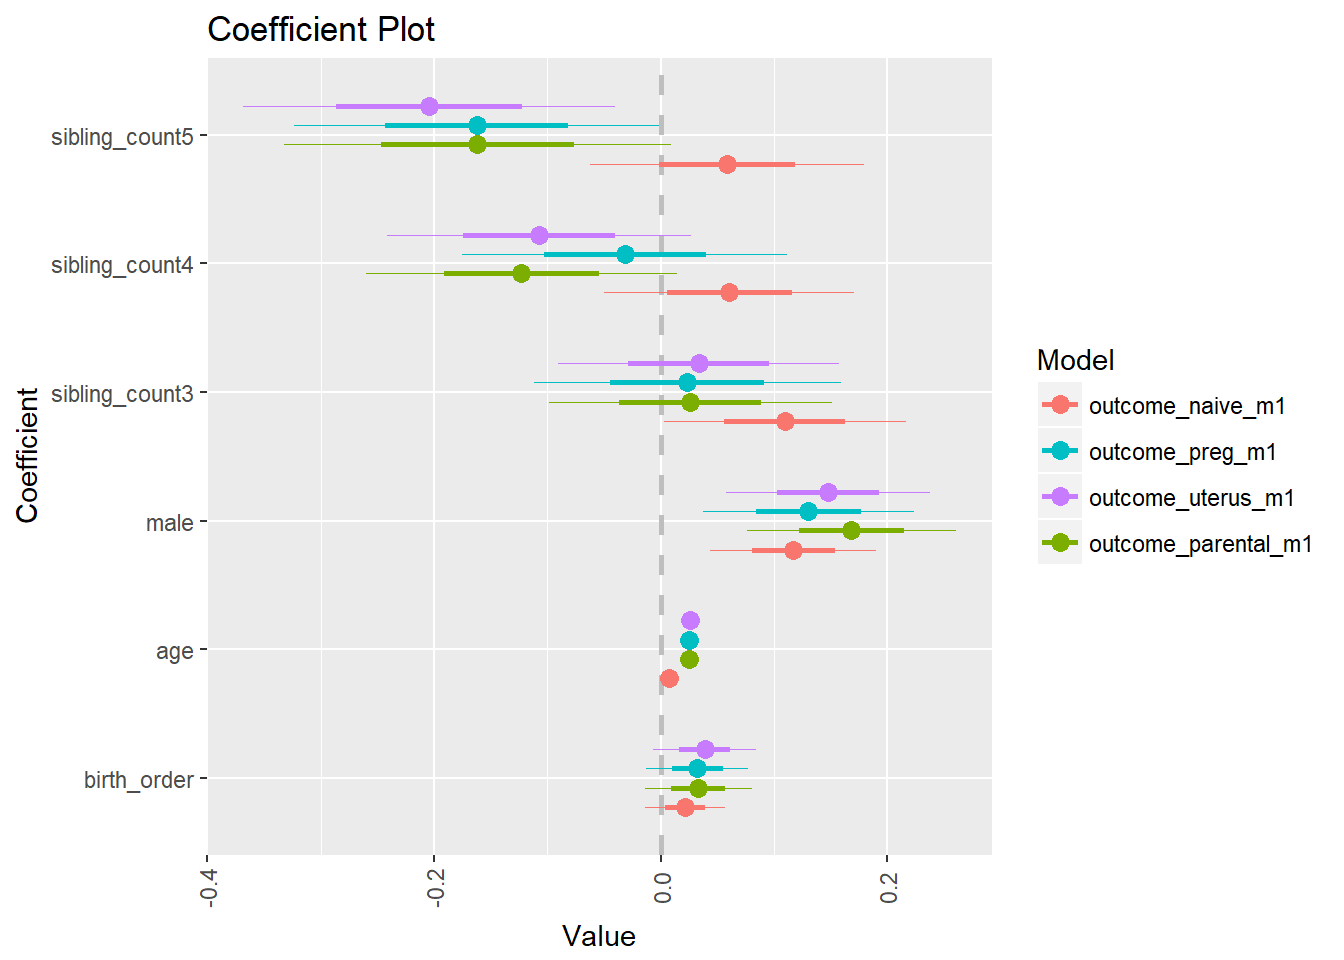 Coefficient Plot
Coefficient
sibling_count5
sibling_count4
sibling_count3
male
age
birth_order
-0.4
-0.2
0.0
0.2
Value
Model
outcome_naive_m1
outcome_preg_m1
outcome_uterus_m1
outcome_parental_m1